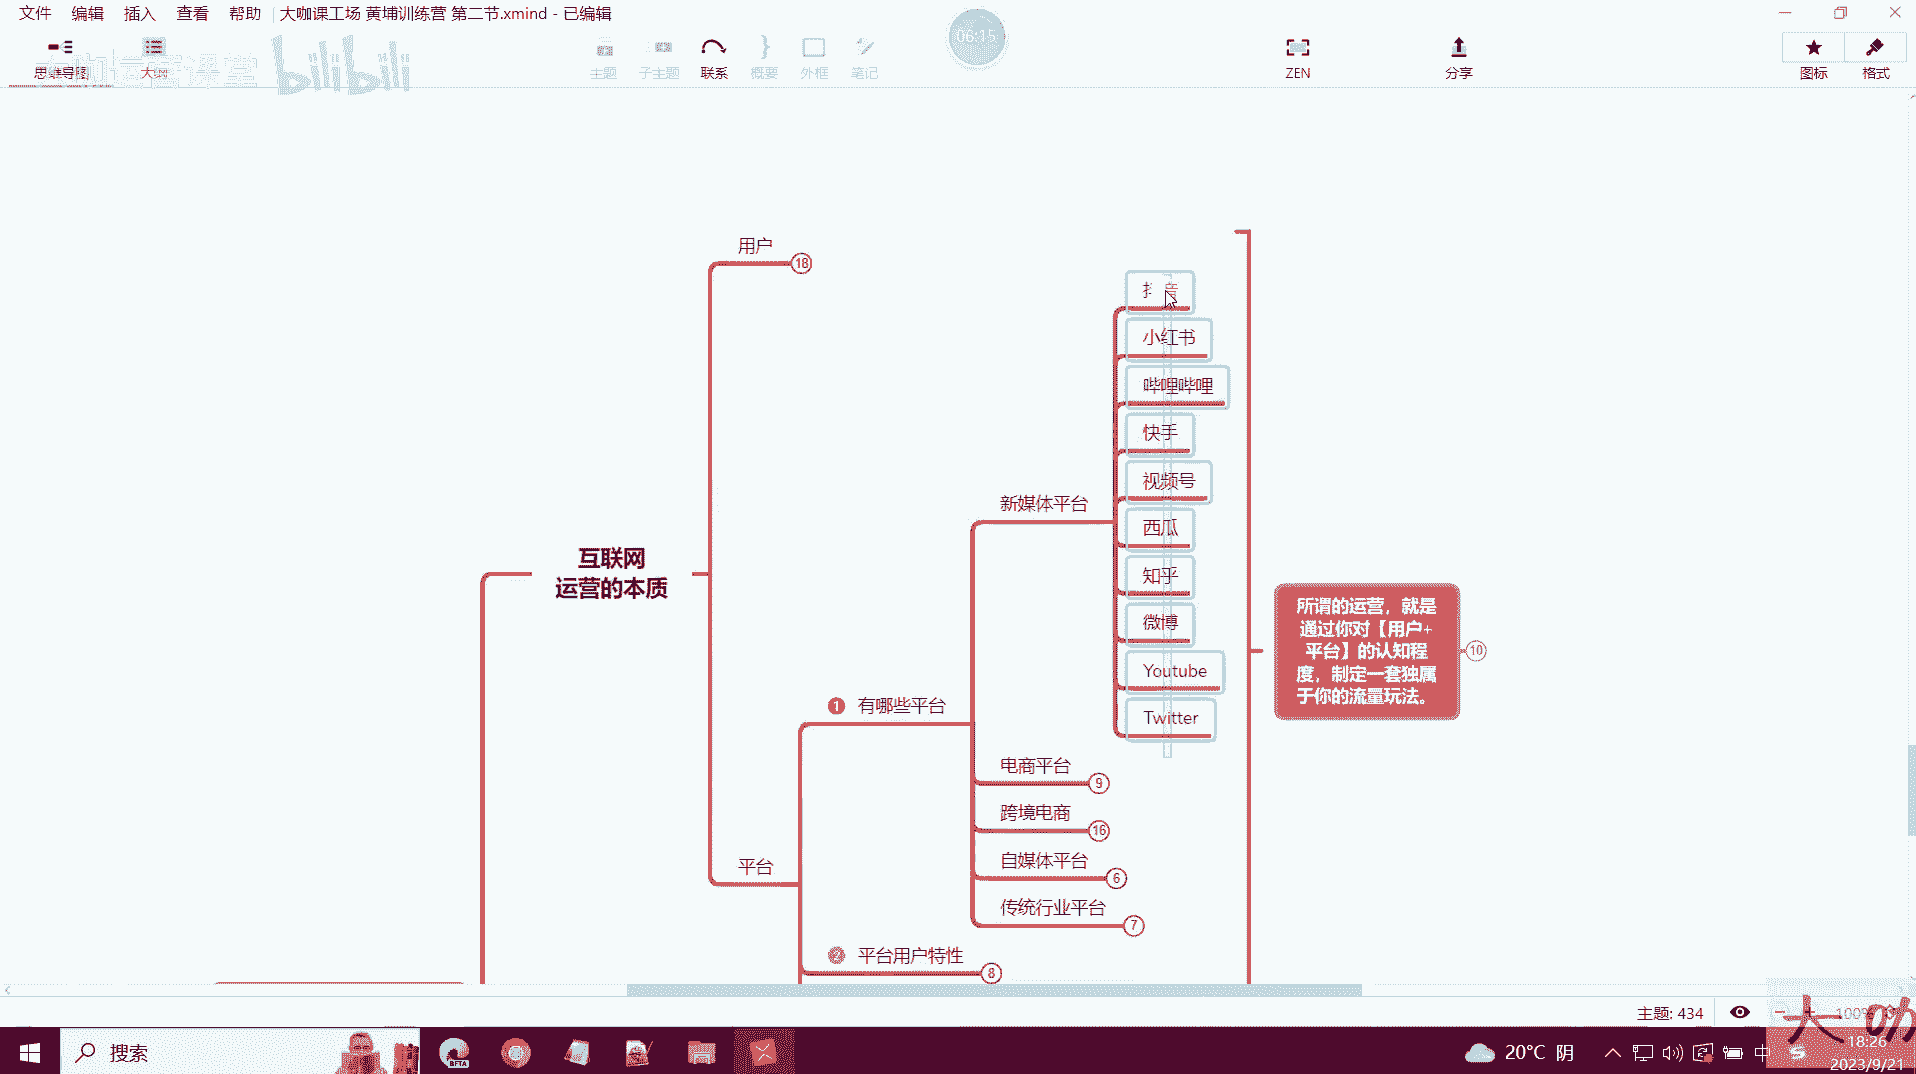 文件 编辑 插入 查看 帮助 大咖课工场 黄埔训练营 第二节.xmind - 已编辑
思维导图 大纲 主题 子主题 联系 概要 外框 笔记 ZEN 分享 图标 格式
bilibili
06:15
用户 18
抖音
小红书
哔哩哔哩
快手
视频号
西瓜
知乎
微博
Youtube
Twitter
新媒体平台
互联网
运营的本质
所谓的运营，就是
通过你对【用户+
平台】的认知程
度，制定一套独属
于你的流量玩法。
10
1 有哪些平台
电商平台 9
跨境电商 16
自媒体平台 6
传统行业平台 7
平台
2 平台用户特性 8
主题: 434 100%
大咖
搜索
BETA
20°C 阴
中
18:26
2023/9/21